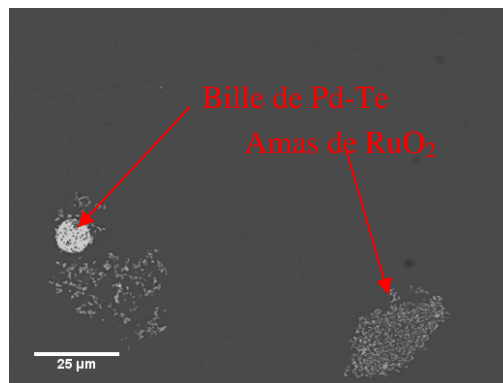 Bille de Pd-Te
Amas de RuO₂
25 µm